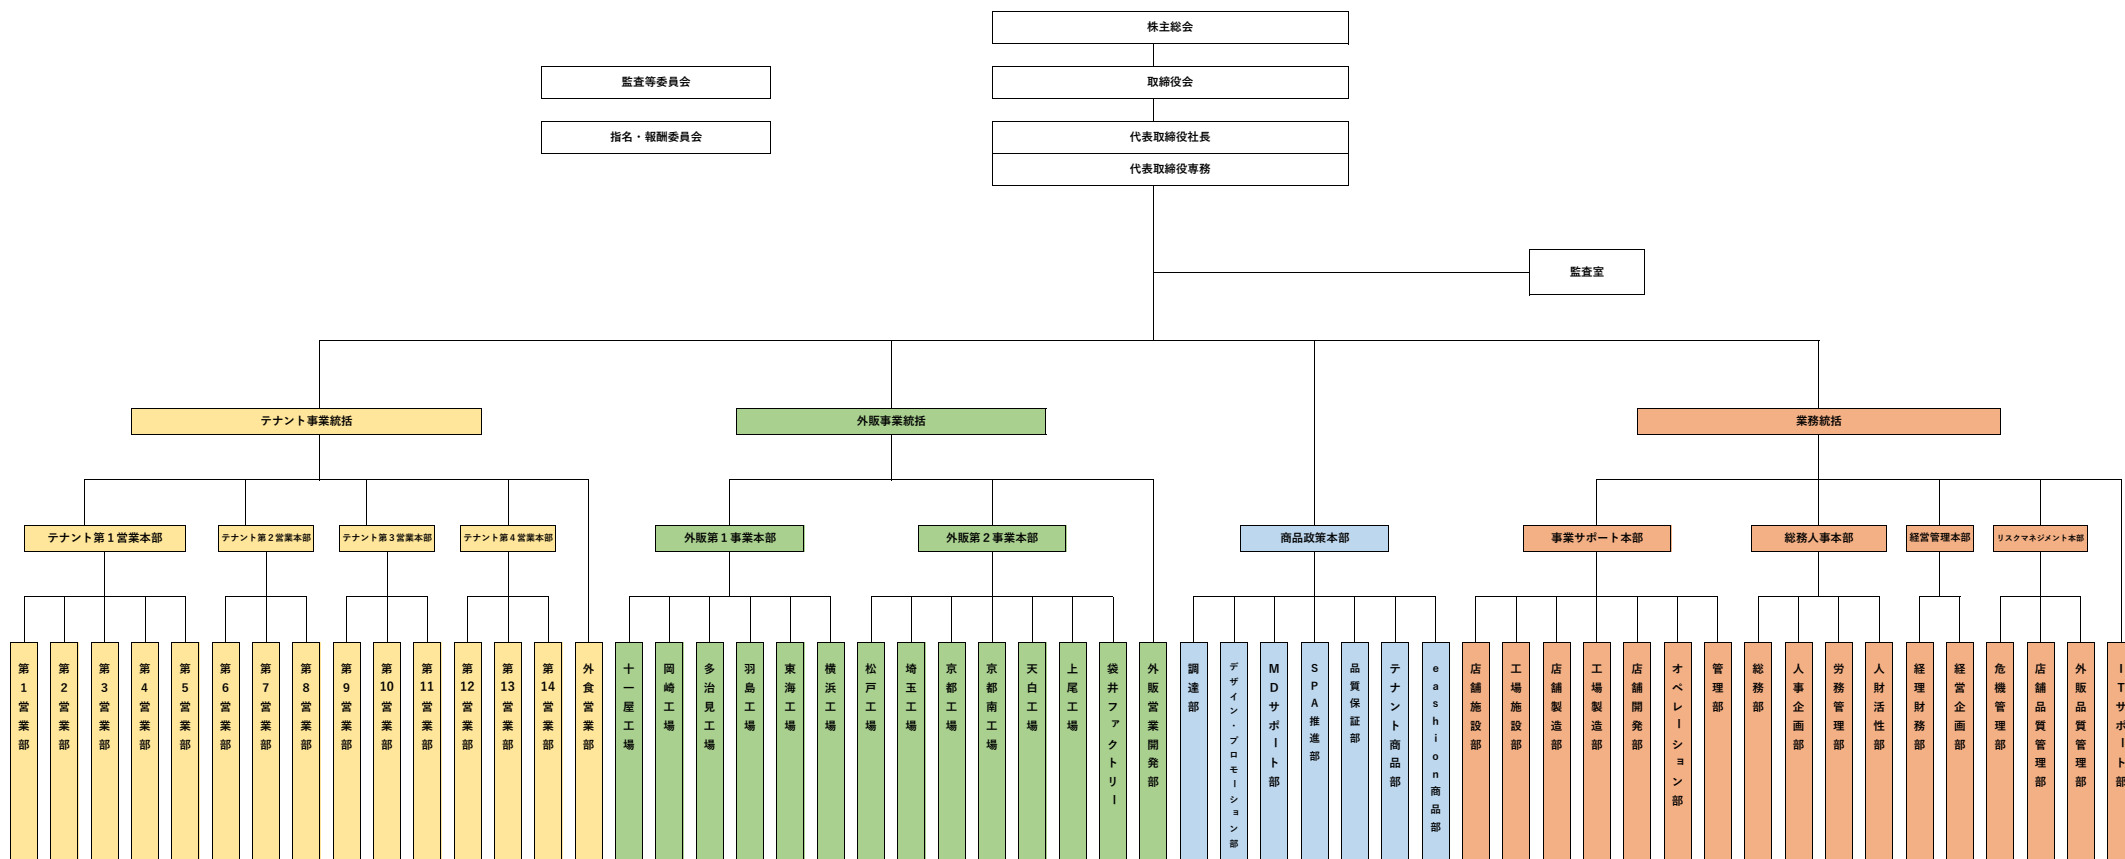 株主総会
監査等委員会
取締役会
指名・報酬委員会
代表取締役社長
代表取締役専務
監査室
テナント事業統括
外販事業統括
業務統括
テナント第1営業本部
テナント第2営業本部
テナント第3営業本部
テナント第4営業本部
外販第1事業本部
外販第2事業本部
商品政策本部
事業サポート本部
総務人事本部
経営管理本部
リスクマネジメント本部
第1営業部
第2営業部
第3営業部
第4営業部
第5営業部
第6営業部
第7営業部
第8営業部
第9営業部
第10営業部
第11営業部
第12営業部
第13営業部
第14営業部
外食営業部
十一屋工場
岡崎工場
多治見工場
羽島工場
東海工場
横浜工場
松戸工場
埼玉工場
京都工場
京都南工場
天白工場
上尾工場
袋井ファクトリー
外販営業開発部
調達部
デザイン・プロモーション部
MDサポート部
SPA推進部
品質保証部
テナント商品部
eashion商品部
店舗施設部
工場施設部
店舗製造部
工場製造部
店舗開発部
オペレーション部
管理部
総務部
人事企画部
労務管理部
人財活性部
経理財務部
経営企画部
危機管理部
店舗品質管理部
外販品質管理部
ITサポート部